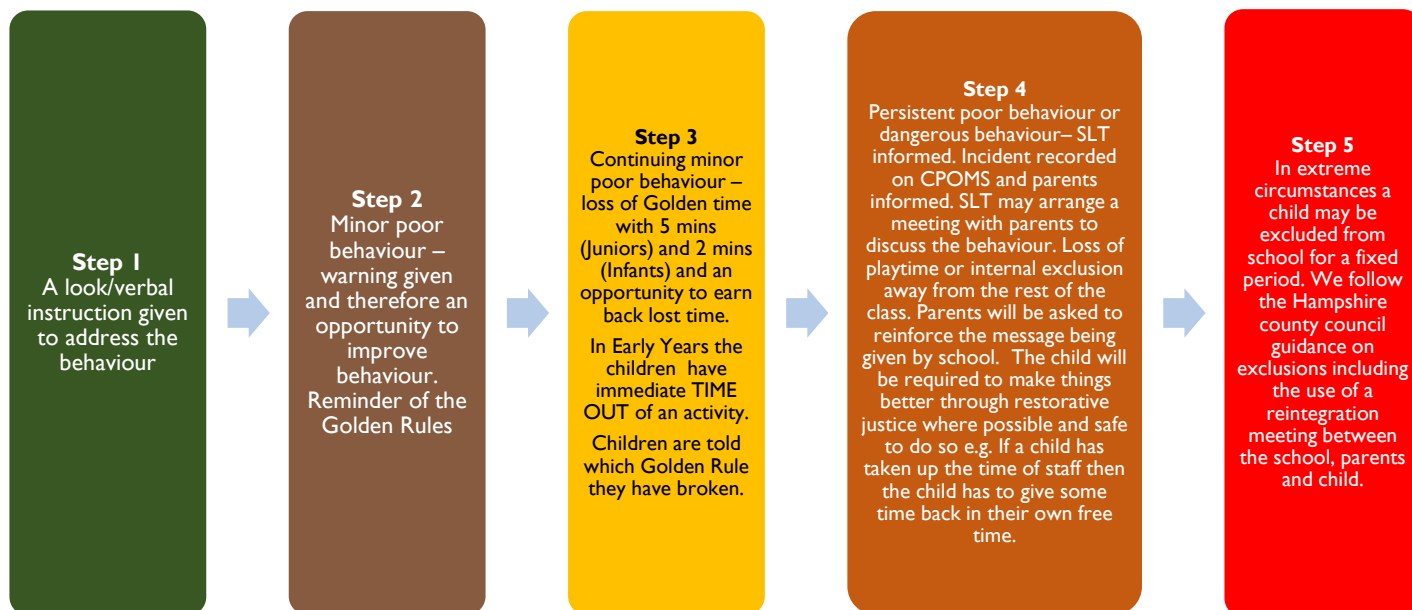 Step 1
A look/verbal
instruction given
to address the
behaviour
Step 2
Minor poor
behaviour –
warning given
and therefore an
opportunity to
improve
behaviour.
Reminder of the
Golden Rules
Step 3
Continuing minor
poor behaviour –
loss of Golden time
with 5 mins
(Juniors) and 2 mins
(Infants) and an
opportunity to earn
back lost time.
In Early Years the
children have
immediate TIME
OUT of an activity.
Children are told
which Golden Rule
they have broken.
Step 4
Persistent poor behaviour or
dangerous behaviour– SLT
informed. Incident recorded
on CPOMS and parents
informed. SLT may arrange a
meeting with parents to
discuss the behaviour. Loss of
playtime or internal exclusion
away from the rest of the
class. Parents will be asked to
reinforce the message being
given by school. The child will
be required to make things
better through restorative
justice where possible and safe
to do so e.g. If a child has
taken up the time of staff then
the child has to give some
time back in their own free
time.
Step 5
In extreme
circumstances a
child may be
excluded from
school for a fixed
period. We follow
the Hampshire
county council
guidance on
exclusions including
the use of a
reintegration
meeting between
the school, parents
and child.